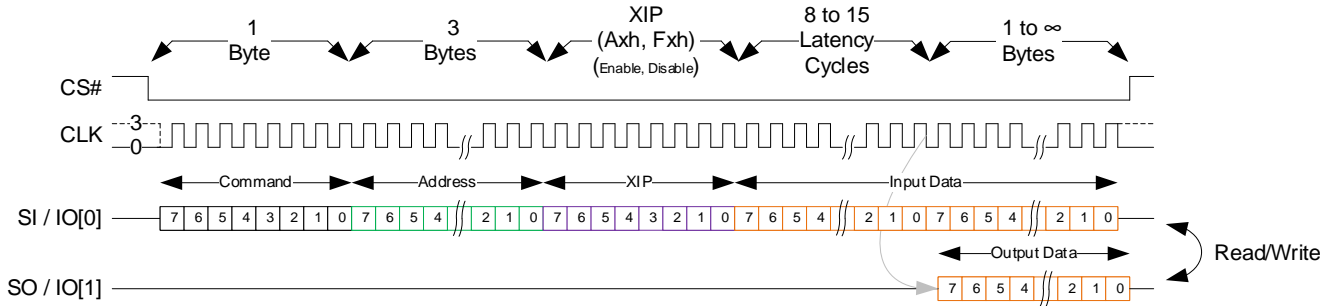 1 Byte
3 Bytes
XIP (Axh, Fxh) (Enable, Disable)
8 to 15 Latency Cycles
1 to ∞ Bytes
CS#
CLK
3
0
Command
Address
XIP
Input Data
SI / IO[0]
7 6 5 4 3 2 1 0 7 6 5 4 2 1 0 7 6 5 4 3 2 1 0 7 6 5 4 2 1 0 7 6 5 4 2 1 0
Output Data
Read/Write
SO / IO[1]
7 6 5 4 2 1 0